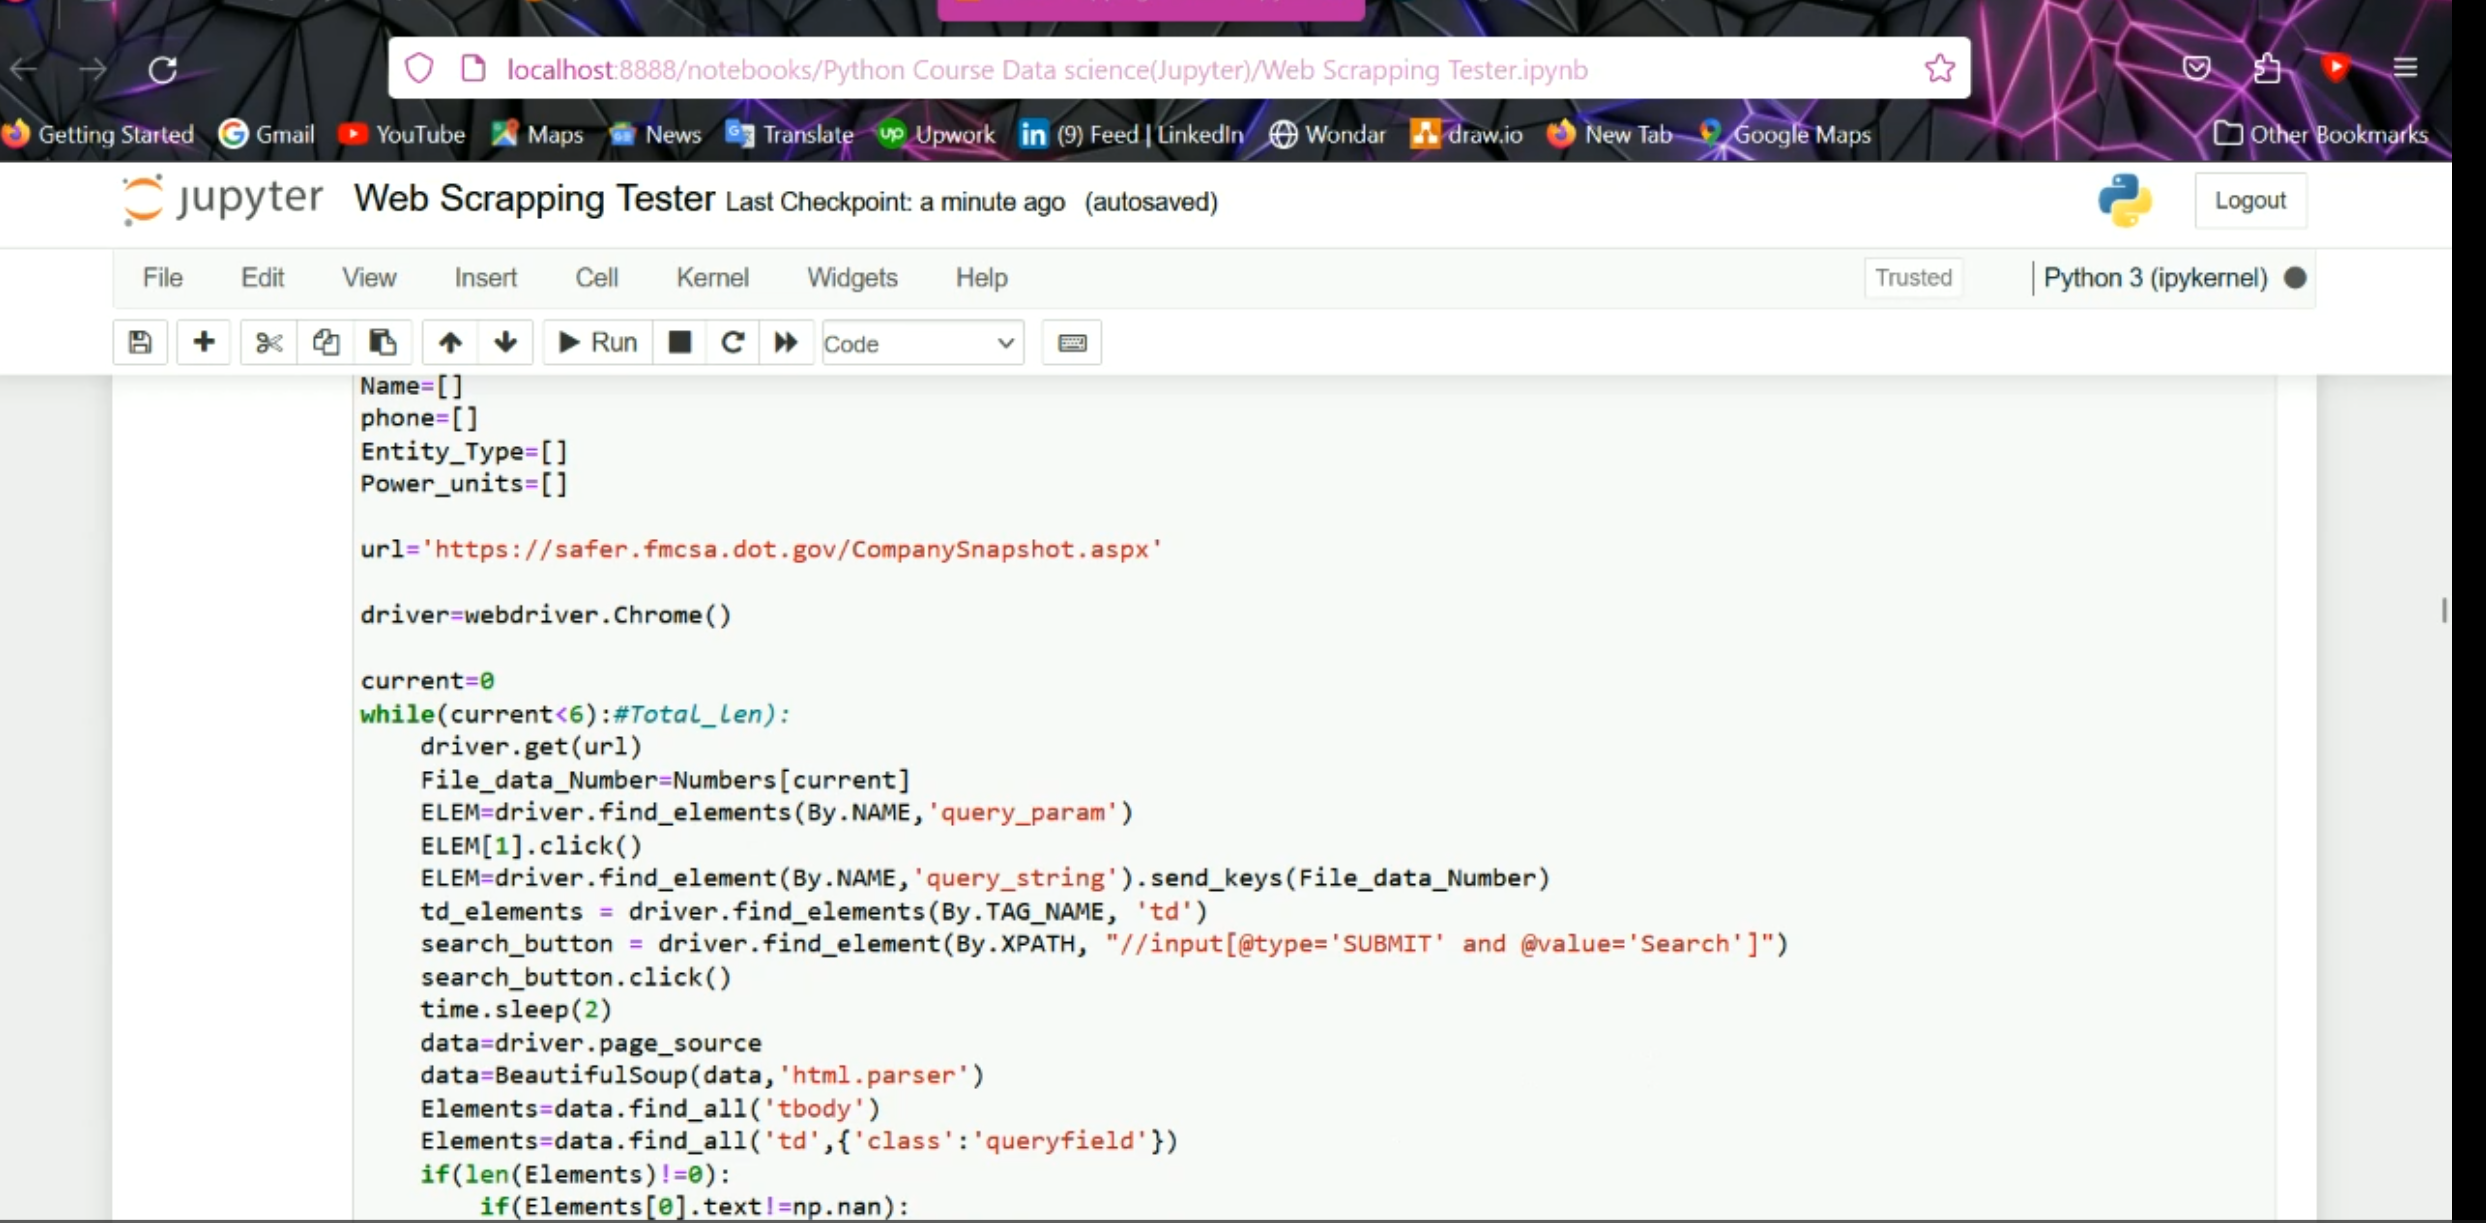 localhost:8888/notebooks/Python Course Data science(Jupyter)/Web Scrapping Tester.ipynb
Getting Started Gmail YouTube Maps News Translate up Upwork in (9) Feed | LinkedIn Wondar draw.io New Tab Google Maps Other Bookmarks
jupyter Web Scrapping Tester Last Checkpoint: a minute ago (autosaved) Logout
File Edit View Insert Cell Kernel Widgets Help Trusted Python 3 (ipykernel)
Run Code
Name=[]
phone=[]
Entity_Type=[]
Power_units=[]
url='https://safer.fmcsa.dot.gov/CompanySnapshot.aspx'
driver=webdriver.Chrome()
current=0
while(current<6):#Total_len):
driver.get(url)
File_data_Number=Numbers[current]
ELEM=driver.find_elements(By.NAME,'query_param')
ELEM[1].click()
ELEM=driver.find_element(By.NAME,'query_string').send_keys(File_data_Number)
td_elements = driver.find_elements(By.TAG_NAME, 'td')
search_button = driver.find_element(By.XPATH, "//input[@type='SUBMIT' and @value='Search']")
search_button.click()
time.sleep(2)
data=driver.page_source
data=BeautifulSoup(data,'html.parser')
Elements=data.find_all('tbody')
Elements=data.find_all('td',{'class':'queryfield'})
if(len(Elements)!=0):
if(Elements[0].text!=np.nan):